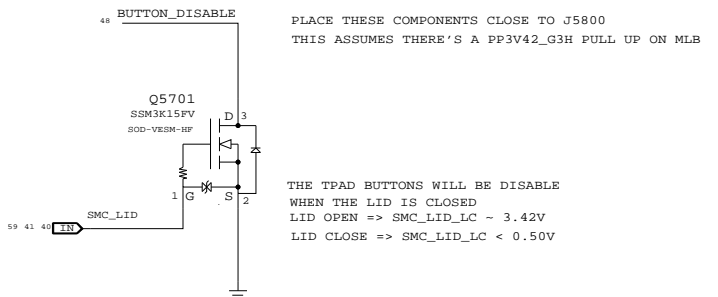 BUTTON_DISABLE
48
PLACE THESE COMPONENTS CLOSE TO J5800
THIS ASSUMES THERE'S A PP3V42_G3H PULL UP ON MLB
Q5701
SSM3K15FV
SOD-VESM-HF
D 3
1 G S 2
SMC_LID
59 41 40 IN
THE TPAD BUTTONS WILL BE DISABLE
WHEN THE LID IS CLOSED
LID OPEN => SMC_LID_LC ~ 3.42V
LID CLOSE => SMC_LID_LC < 0.50V